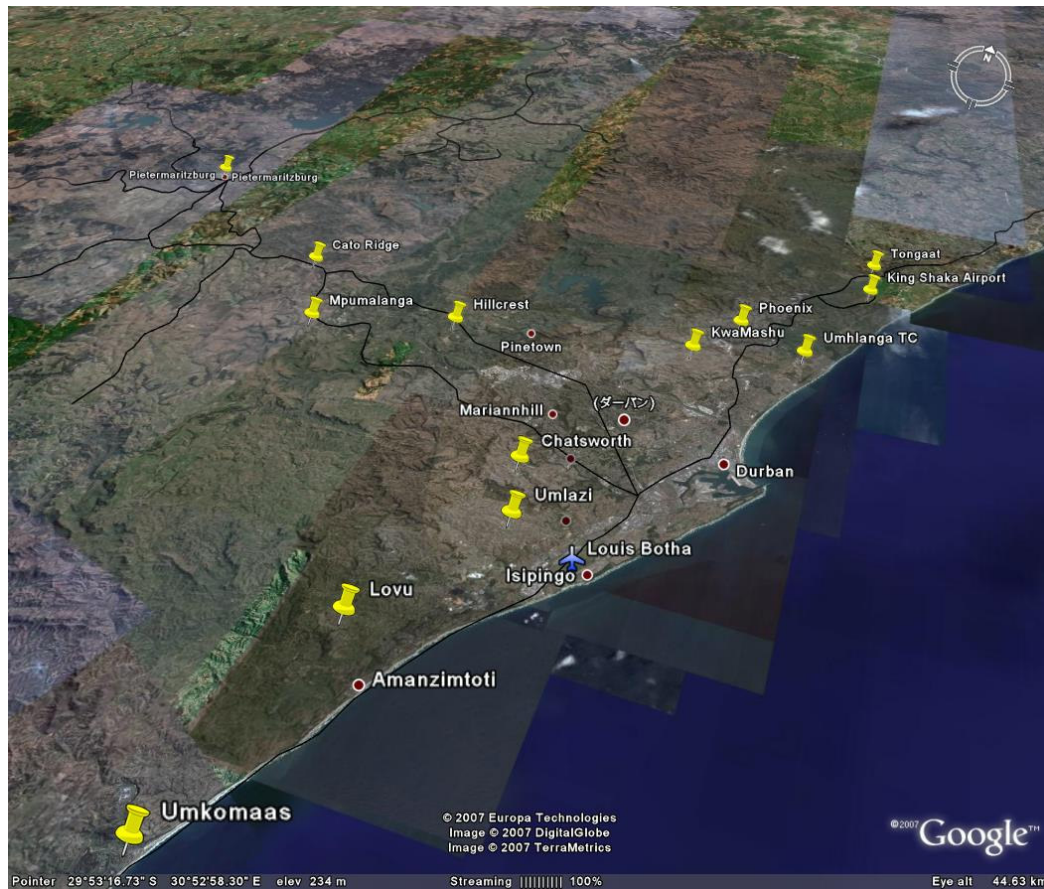 N
Pietermaritzburg
Pietermaritzburg
Cato Ridge
Tongaat
King Shaka Airport
Mpumalanga
Hillcrest
Phoenix
KwaMashu
Umhlanga TC
Pinetown
Mariannhill
(ダーバン)
Chatsworth
Durban
Umlazi
Louis Botha
Isipingo
Lovu
Amanzimtoti
Umkomaas
© 2007 Europa Technologies
Image © 2007 DigitalGlobe
Image © 2007 TerraMetrics
©2007 Google™
Pointer 29°53'16.73" S 30°52'58.30" E elev 234 m Streaming |||||||||| 100% Eye alt 44.63 km